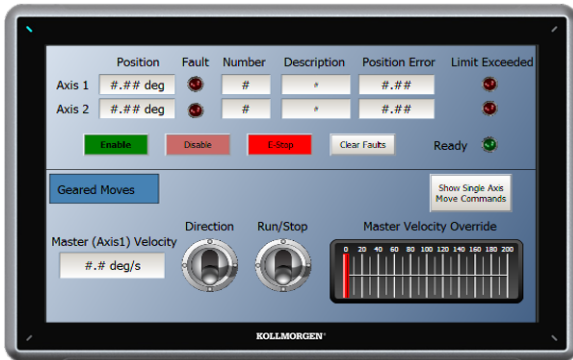 Position Fault Number Description Position Error Limit Exceeded
Axis 1 #.## deg # # #.##
Axis 2 #.## deg # # #.##
Enable Disable E-Stop Clear Faults Ready
Geared Moves
Show Single Axis
Move Commands
Direction Run/Stop Master Velocity Override
Master (Axis1) Velocity
#.# deg/s
0 20 40 60 80 100 120 140 160 180 200
KOLLMORGEN